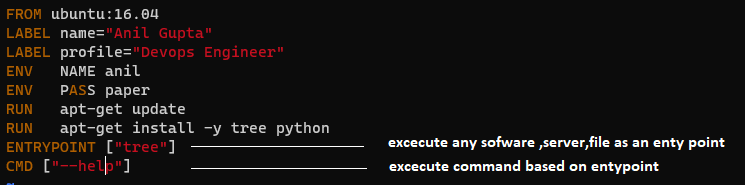 FROM ubuntu:16.04
LABEL name="Anil Gupta"
LABEL profile="Devops Engineer"
ENV   NAME anil
ENV   PASS paper
RUN   apt-get update
RUN   apt-get install -y tree python
ENTRYPOINT ["tree"] excecute any sofware ,server,file as an enty point
CMD ["--help"] excecute command based on entypoint
~